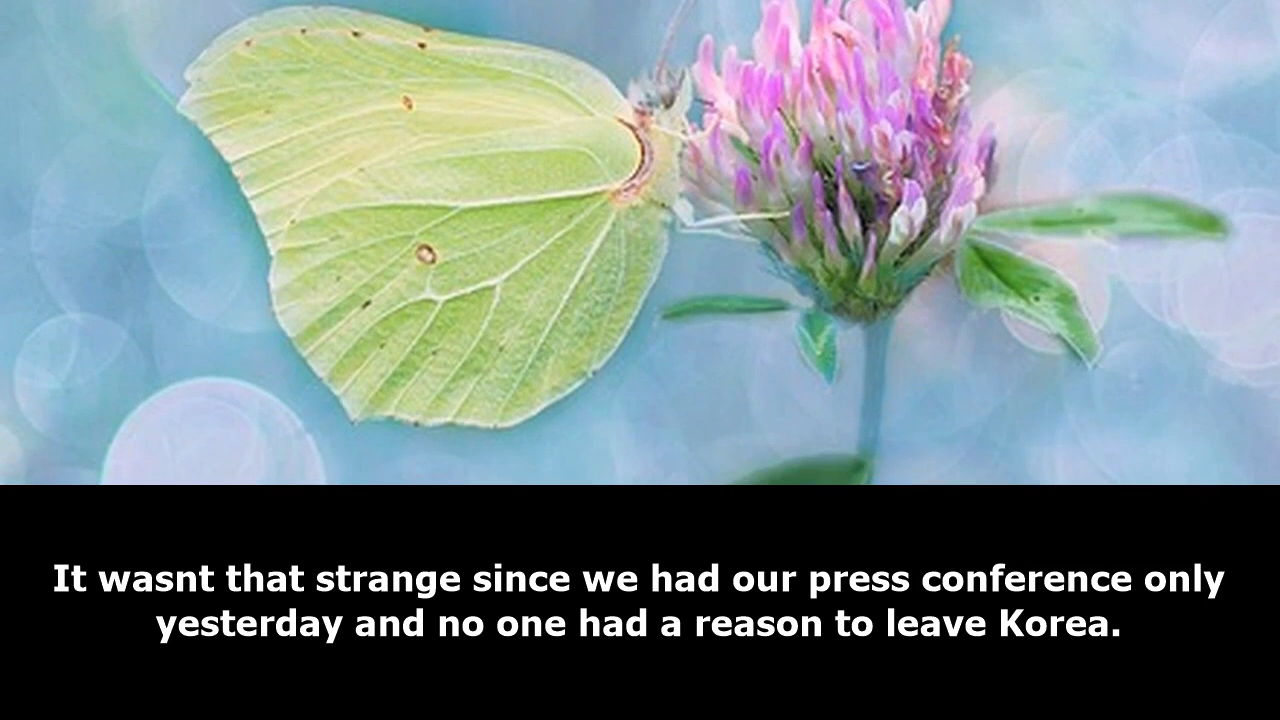 It wasnt that strange since we had our press conference only
yesterday and no one had a reason to leave Korea.